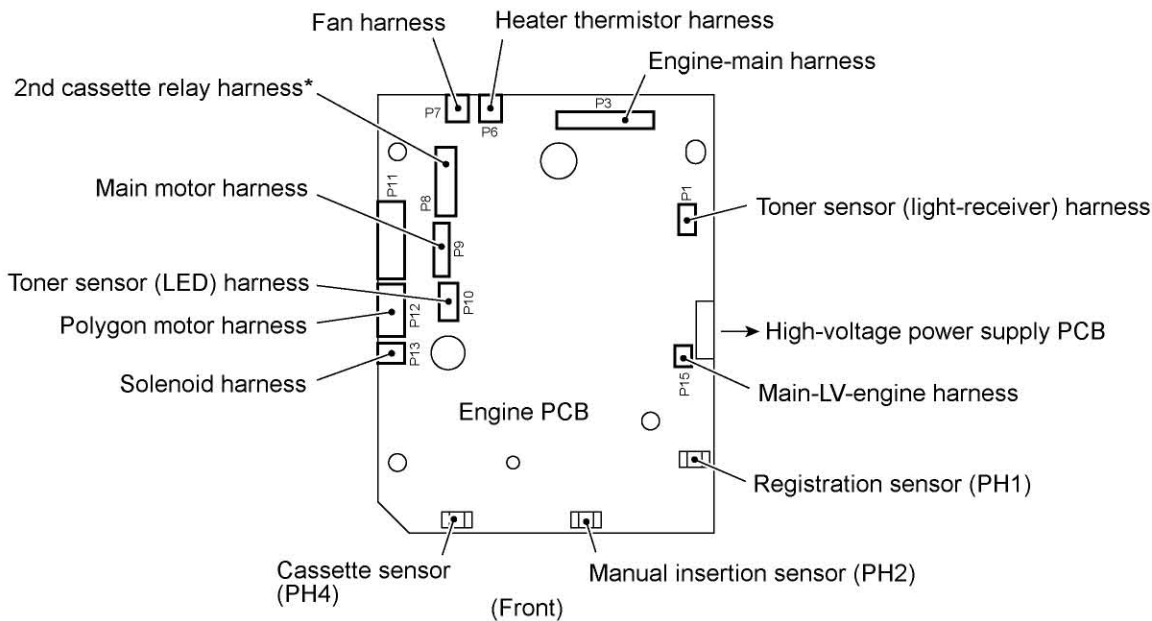 Fan harness
Heater thermistor harness
2nd cassette relay harness*
Engine-main harness
P7
P6
P3
Main motor harness
P11
P8
P1
Toner sensor (light-receiver) harness
P9
Toner sensor (LED) harness
P10
Polygon motor harness
P12
High-voltage power supply PCB
P13
Solenoid harness
P15
Main-LV-engine harness
Engine PCB
Registration sensor (PH1)
Cassette sensor
(PH4)
Manual insertion sensor (PH2)
(Front)